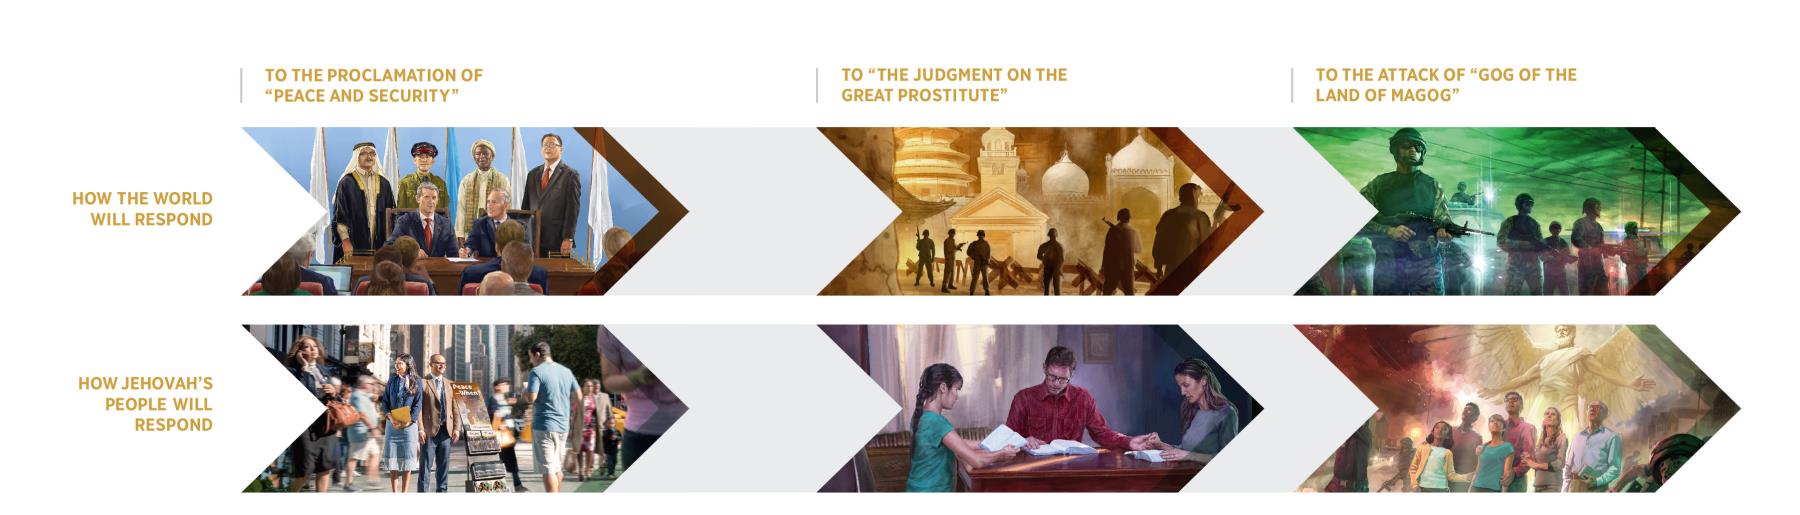 TO THE PROCLAMATION OF
“PEACE AND SECURITY”
TO “THE JUDGMENT ON THE
GREAT PROSTITUTE”
TO THE ATTACK OF “GOG OF THE
LAND OF MAGOG”
HOW THE WORLD
WILL RESPOND
HOW JEHOVAH’S
PEOPLE WILL
RESPOND
Peace
When?